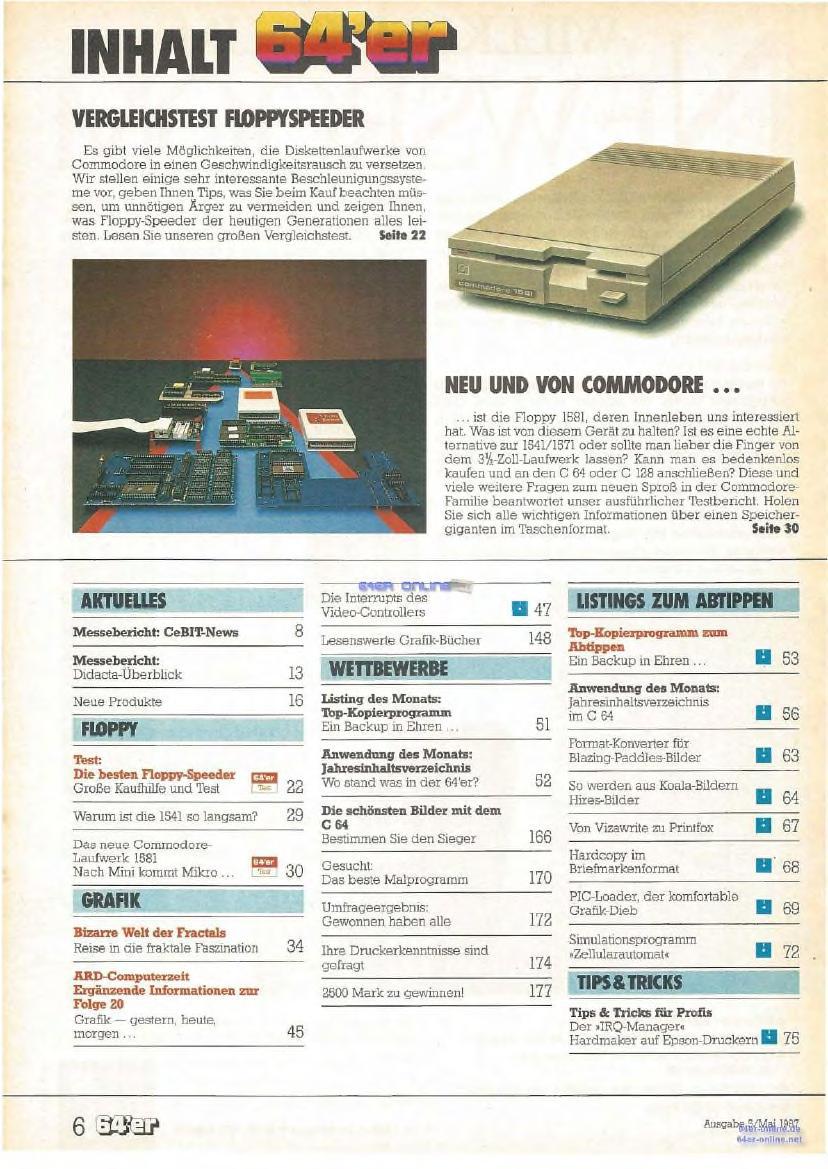 INHALT 64'er
VERGLEICHSTEST FLOPPYSPEEDER
Es gibt viele Möglichkeiten, die Diskettenlaufwerke von
Commodore in einen Geschwindigkeitsrausch zu versetzen.
Wir stellen einige sehr interessante Beschleunigungssyste-
me vor, geben Ihnen Tips, was Sie beim Kauf beachten müs-
sen, um unnötigen Ärger zu vermeiden und zeigen Ihnen,
was Floppy-Speeder der heutigen Generationen alles lei-
sten. Lesen Sie unseren großen Vergleichstest. Seite 22
commodore 1581
NEU UND VON COMMODORE ...
... ist die Floppy 1581, deren Innenleben uns interessiert
hat. Was ist von diesem Gerät zu halten? Ist es eine echte Al-
ternative zur 1541/1571 oder sollte man lieber die Finger von
dem 3½-Zoll-Laufwerk lassen? Kann man es bedenkenlos
kaufen und an den C 64 oder C 128 anschließen? Diese und
viele weitere Fragen zum neuen Sproß in der Commodore-
Familie beantwortet unser ausführlicher Testbericht. Holen
Sie sich alle wichtigen Informationen über einen Speicher-
giganten im Taschenformat. Seite 30
AKTUELLES
Messebericht: CeBIT-News 8
Messebericht:
Didacta-Überblick 13
Neue Produkte 16
FLOPPY
Test:
Die besten Floppy-Speeder 64'er
Große Kaufhilfe und Test Test 22
Warum ist die 1541 so langsam? 29
Das neue Commodore-
Laufwerk 1581 64'er
Nach Mini kommt Mikro ... Test 30
GRAFIK
Bizarre Welt der Fractals
Reise in die fraktale Faszination 34
ARD-Computerzeit
Ergänzende Informationen zur
Folge 20
Grafik — gestern, heute,
morgen ... 45
64ER ONLINE
Die Interrupts des
Video-Controllers 47
Lesenswerte Grafik-Bücher 148
WETTBEWERBE
Listing des Monats:
Top-Kopierprogramm
Ein Backup in Ehren ... 51
Anwendung des Monats:
Jahresinhaltsverzeichnis
Wo stand was in der 64'er? 52
Die schönsten Bilder mit dem
C 64
Bestimmen Sie den Sieger 166
Gesucht:
Das beste Malprogramm 170
Umfrageergebnis:
Gewonnen haben alle 172
Ihre Druckerkenntnisse sind
gefragt 174
2500 Mark zu gewinnen! 177
LISTINGS ZUM ABTIPPEN
Top-Kopierprogramm zum
Abtippen
Ein Backup in Ehren ... 53
Anwendung des Monats:
Jahresinhaltsverzeichnis
im C 64 56
Format-Konverter für
Blazing-Paddles-Bilder 63
So werden aus Koala-Bildern
Hires-Bilder 64
Von Vizawrite zu Printfox 67
Hardcopy im
Briefmarkenformat 68
PIC-Loader, der komfortable
Grafik-Dieb 69
Simulationsprogramm
»Zellularautomat« 72
TIPS & TRICKS
Tips & Tricks für Profis
Der »IRQ-Manager«
Hardmaker auf Epson-Druckern 75
6 64'er
Ausgabe 5/Mai 1987
64er-online.de
64er-online.net